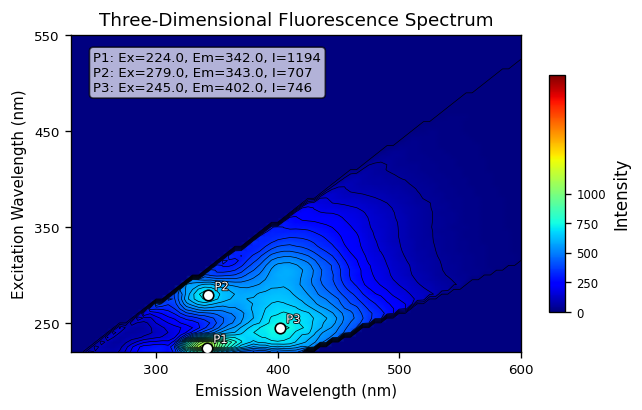 Three-Dimensional Fluorescence Spectrum
P1: Ex=224.0, Em=342.0, I=1194
P2: Ex=279.0, Em=343.0, I=707
P3: Ex=245.0, Em=402.0, I=746
550
450
350
250
Excitation Wavelength (nm)
P2
P3
P1
300
400
500
600
Emission Wavelength (nm)
1000
750
500
250
0
Intensity